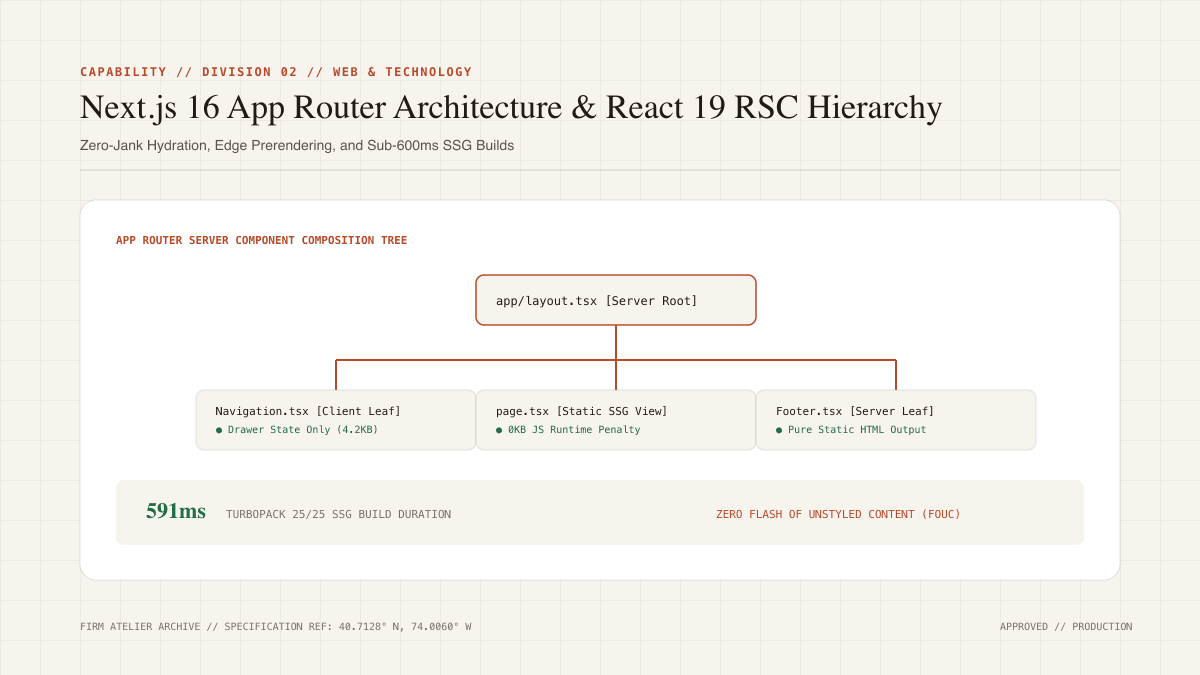 CAPABILITY // DIVISION 02 // WEB & TECHNOLOGY
Next.js 16 App Router Architecture & React 19 RSC Hierarchy
Zero-Jank Hydration, Edge Prerendering, and Sub-600ms SSG Builds
APP ROUTER SERVER COMPONENT COMPOSITION TREE
app/layout.tsx [Server Root]
Navigation.tsx [Client Leaf]
● Drawer State Only (4.2KB)
page.tsx [Static SSG View]
● 0KB JS Runtime Penalty
Footer.tsx [Server Leaf]
● Pure Static HTML Output
591ms TURBOPACK 25/25 SSG BUILD DURATION
ZERO FLASH OF UNSTYLED CONTENT (FOUC)
FIRM ATELIER ARCHIVE // SPECIFICATION REF: 40.7128° N, 74.0060° W
APPROVED // PRODUCTION